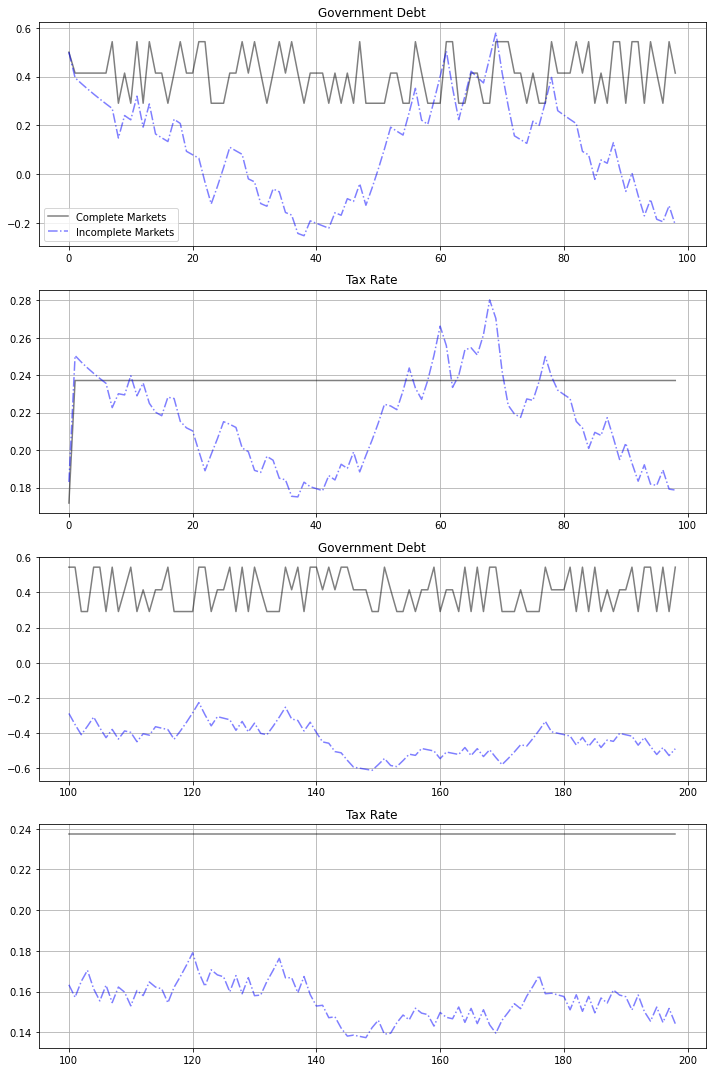 Government Debt
0.6
0.4
0.2
0.0
−0.2
Complete Markets
Incomplete Markets
0 20 40 60 80 100
Tax Rate
0.28
0.26
0.24
0.22
0.20
0.18
0 20 40 60 80 100
Government Debt
0.6
0.4
0.2
0.0
−0.2
−0.4
−0.6
100 120 140 160 180 200
Tax Rate
0.24
0.22
0.20
0.18
0.16
0.14
100 120 140 160 180 200